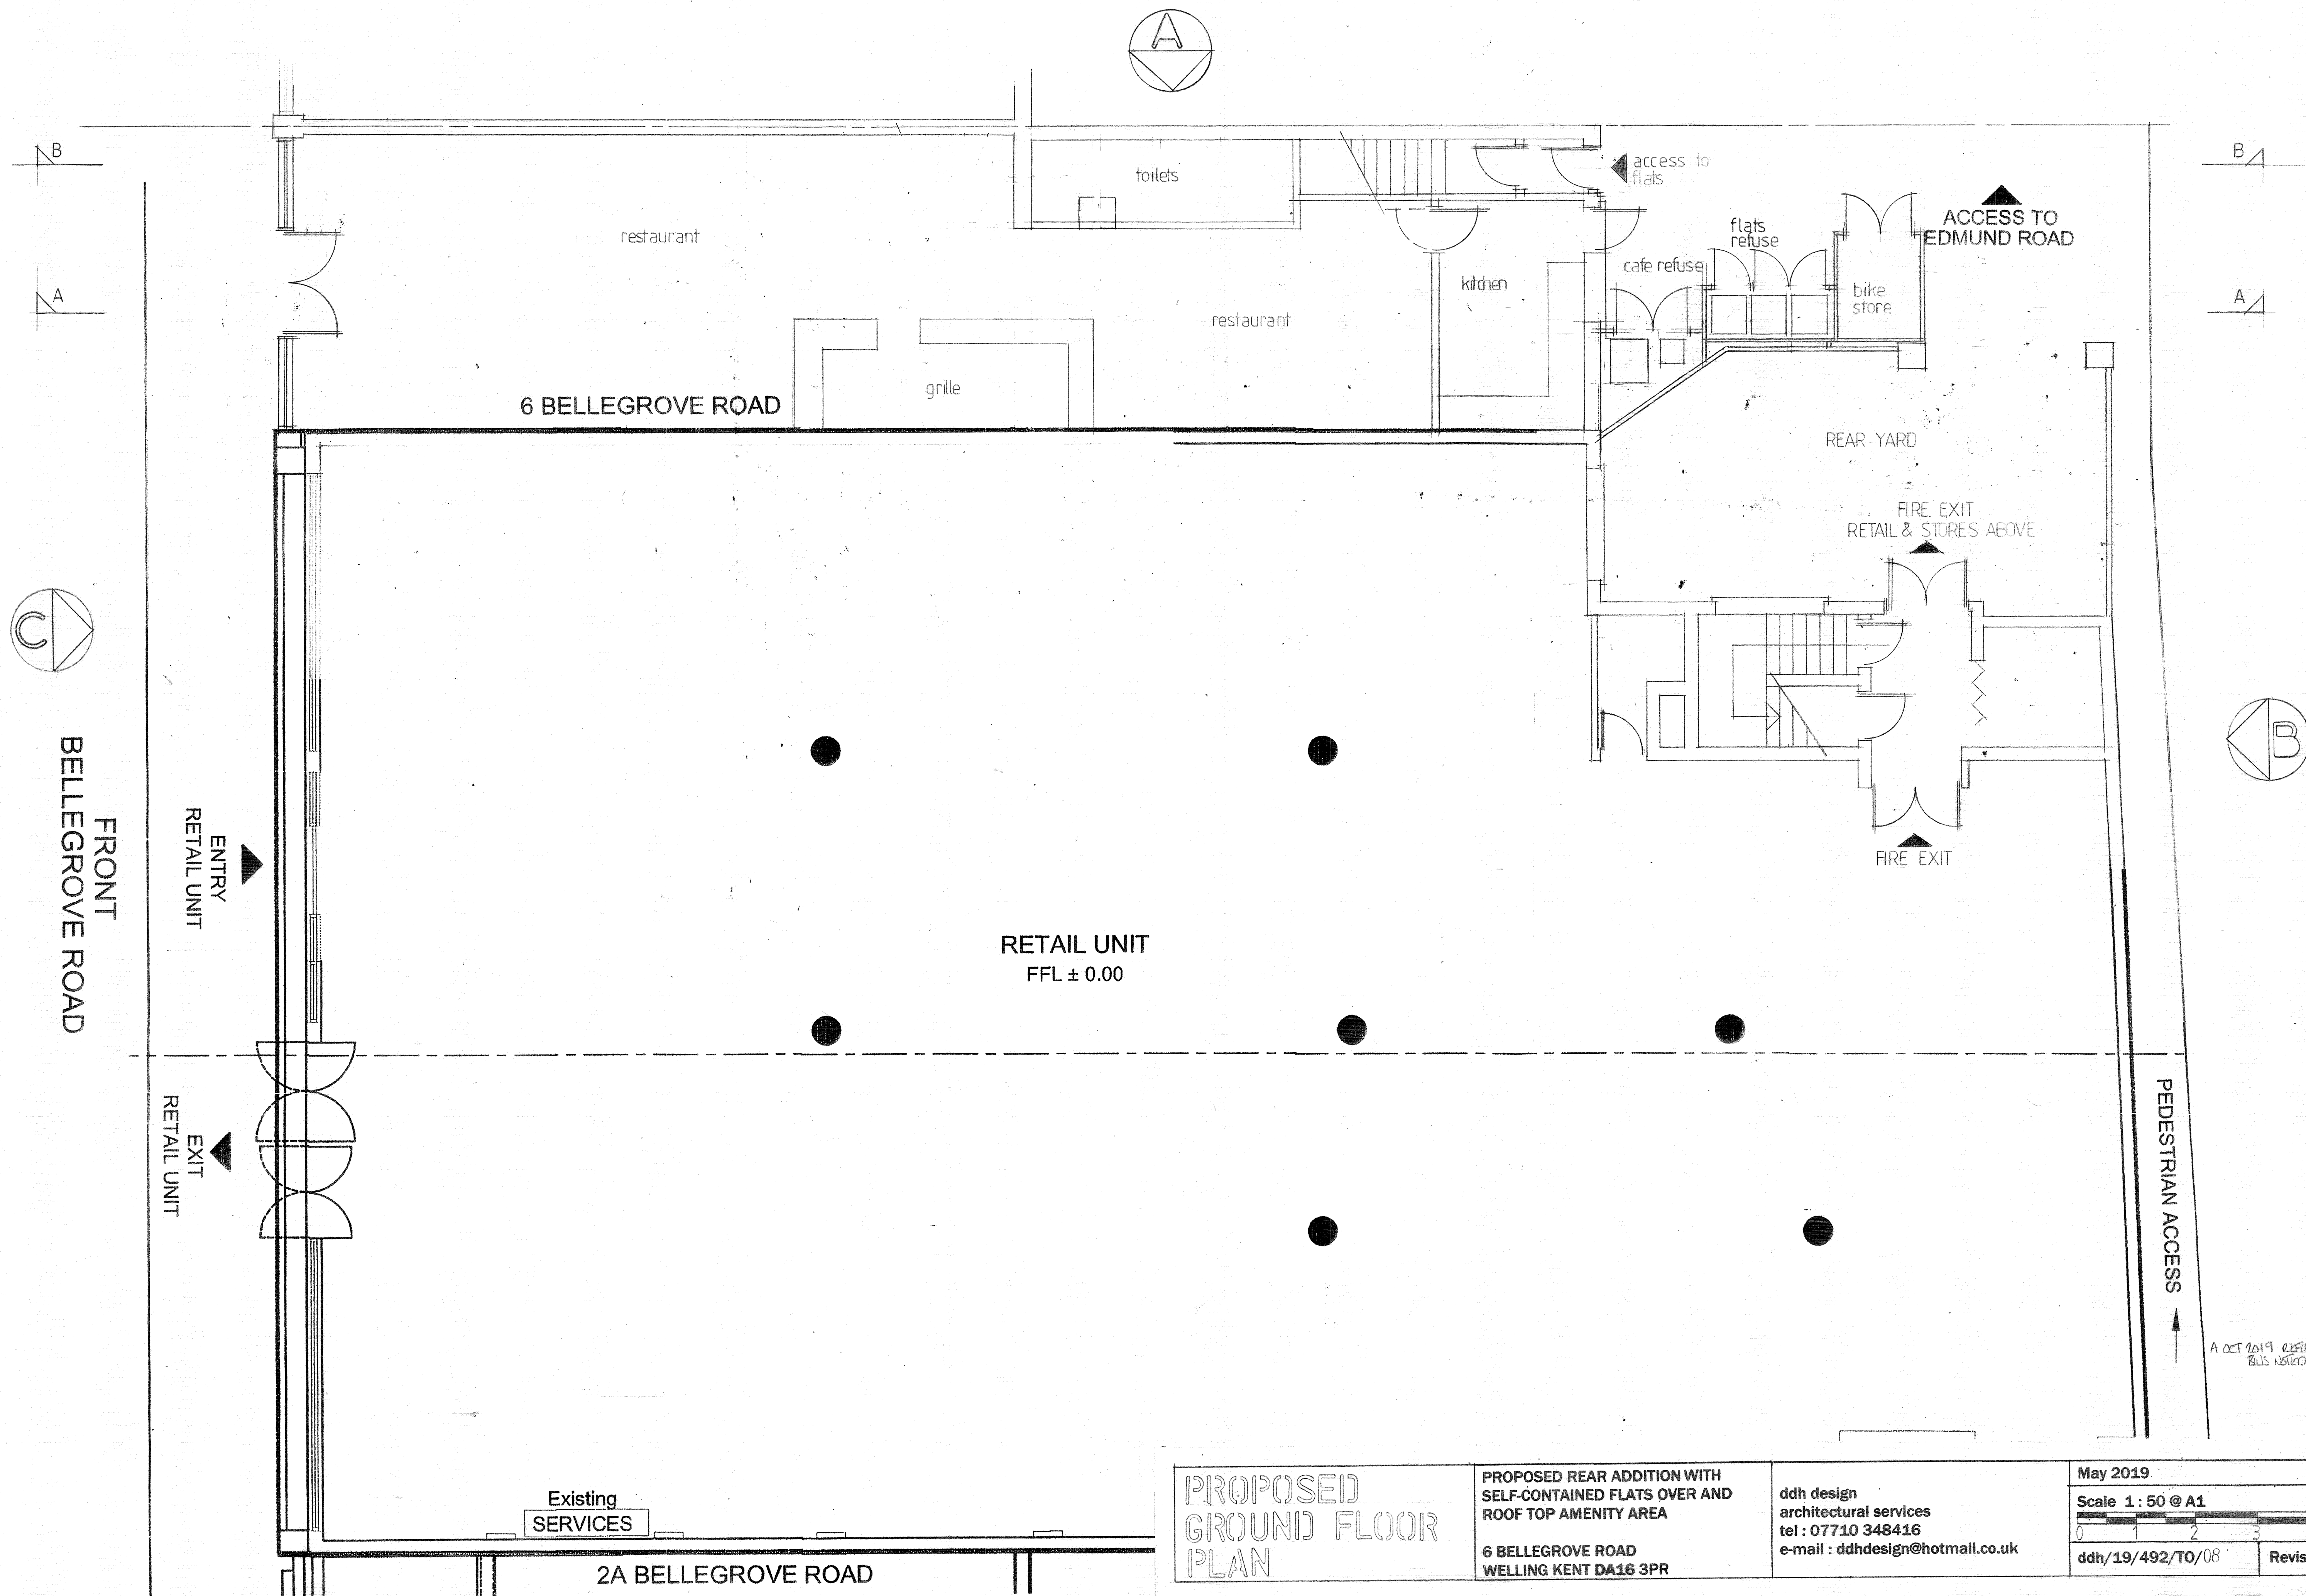 A
B
B
access to
flats
toilets
ACCESS TO
EDMUND ROAD
restaurant
flats
refuse
cafe refuse
kitchen
bike
store
A
A
restaurant
grille
6 BELLEGROVE ROAD
REAR YARD
FIRE EXIT
RETAIL & STORES ABOVE
C
B
FRONT
BELLEGROVE ROAD
ENTRY
RETAIL UNIT
FIRE EXIT
RETAIL UNIT
FFL ± 0.00
EXIT
RETAIL UNIT
PEDESTRIAN ACCESS
A OCT 2019
Existing
SERVICES
2A BELLEGROVE ROAD
PROPOSED
GROUND FLOOR
PLAN
PROPOSED REAR ADDITION WITH
SELF-CONTAINED FLATS OVER AND
ROOF TOP AMENITY AREA
6 BELLEGROVE ROAD
WELLING KENT DA16 3PR
ddh design
architectural services
tel : 07710 348416
e-mail : ddhdesign@hotmail.co.uk
May 2019
Scale 1 : 50 @ A1
0 1 2 3
ddh/19/492/TO/08
Revis